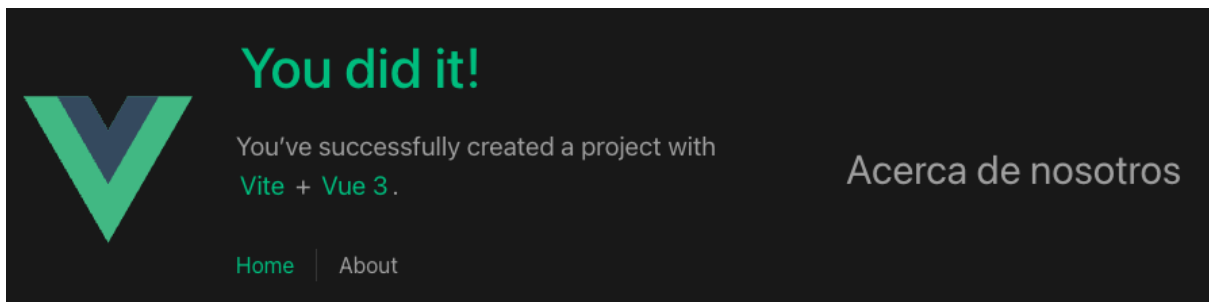 You did it!
You’ve successfully created a project with
Vite + Vue 3.
Home
About
Acerca de nosotros